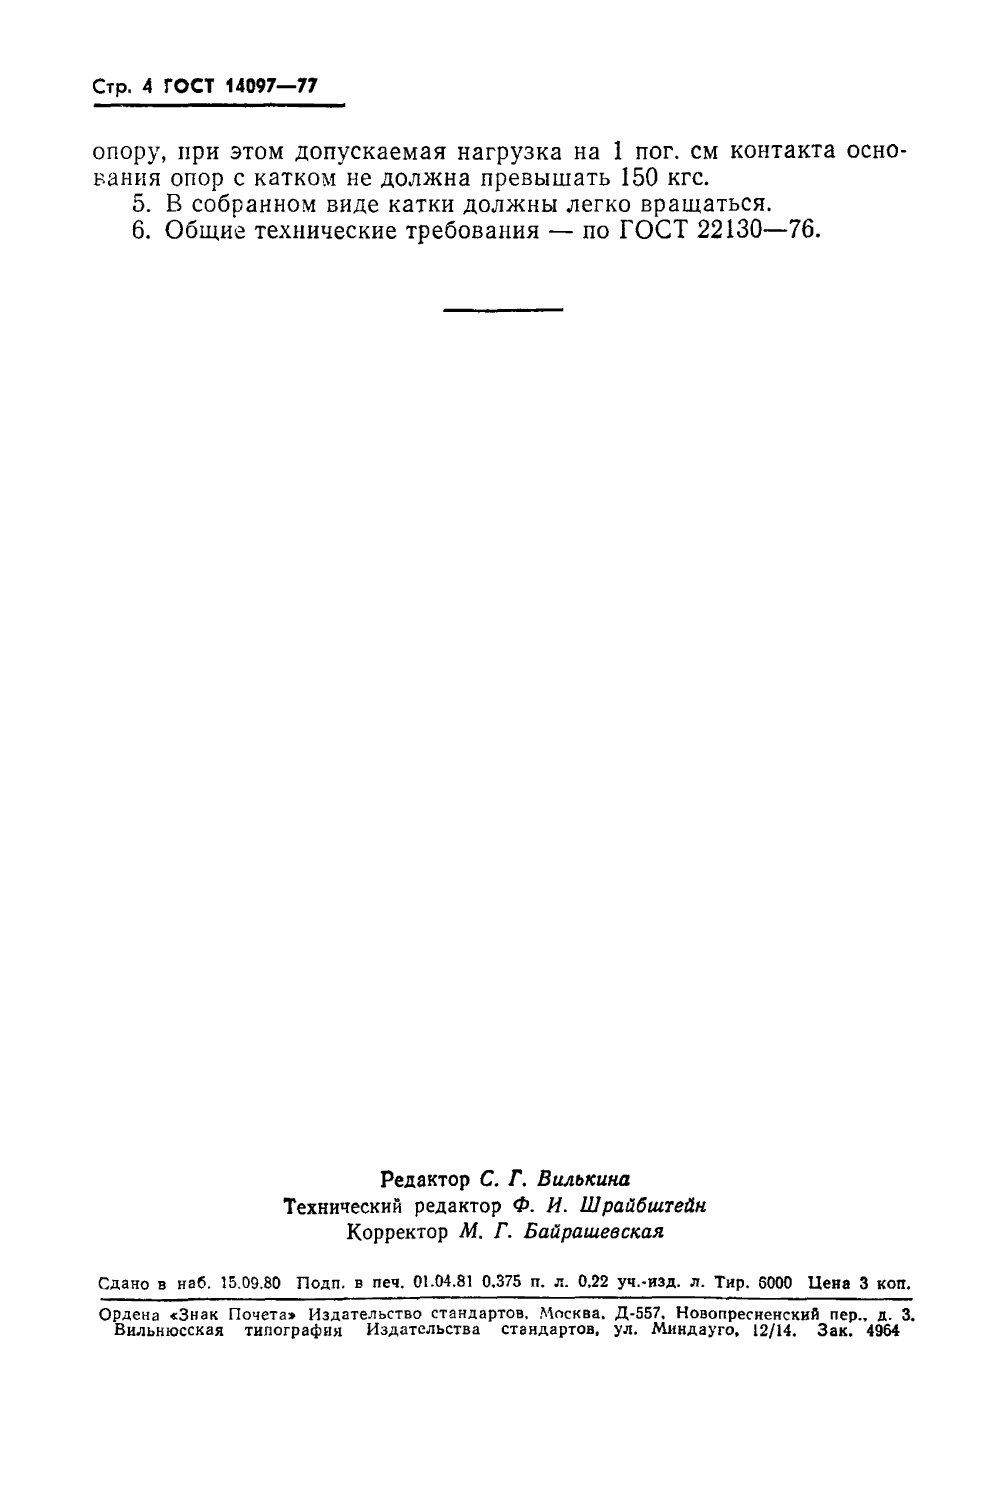 Стр. 4 ГОСТ 14097—77
опору, при этом допускаемая нагрузка на 1 пог. см контакта осно-
вания опор с катком не должна превышать 150 кгс.
5. В собранном виде катки должны легко вращаться.
6. Общие технические требования — по ГОСТ 22130—76.
Редактор С. Г. Вилькина
Технический редактор Ф. И. Шрайбштейн
Корректор М. Г. Байрашевская
Сдано в наб. 15.09.80 Подп. в печ. 01.04.81 0,375 п. л. 0,22 уч.-изд. л. Тир. 6000 Цена 3 коп.
Ордена «Знак Почета» Издательство стандартов, Москва, Д-557, Новопресненский пер., д. 3.
Вильнюсская типография Издательства стандартов, ул. Миндауго, 12/14. Зак. 4964